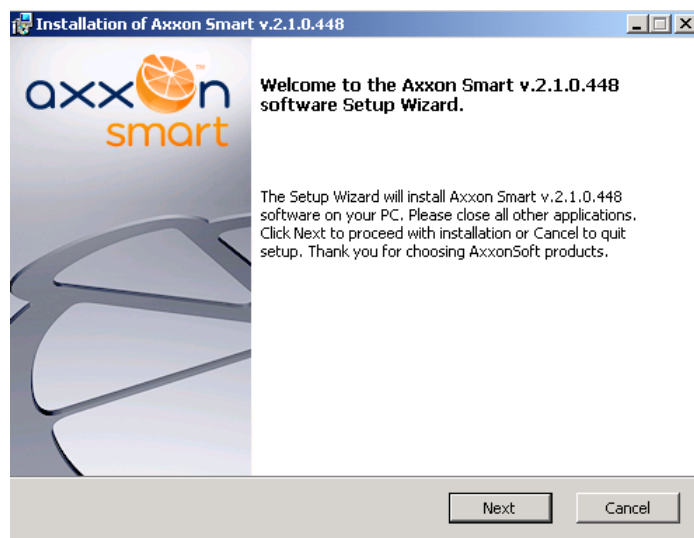 Installation of Axxon Smart v.2.1.0.448
axxon™
smart
Welcome to the Axxon Smart v.2.1.0.448
software Setup Wizard.
The Setup Wizard will install Axxon Smart v.2.1.0.448
software on your PC. Please close all other applications.
Click Next to proceed with installation or Cancel to quit
setup. Thank you for choosing AxxonSoft products.
Next
Cancel